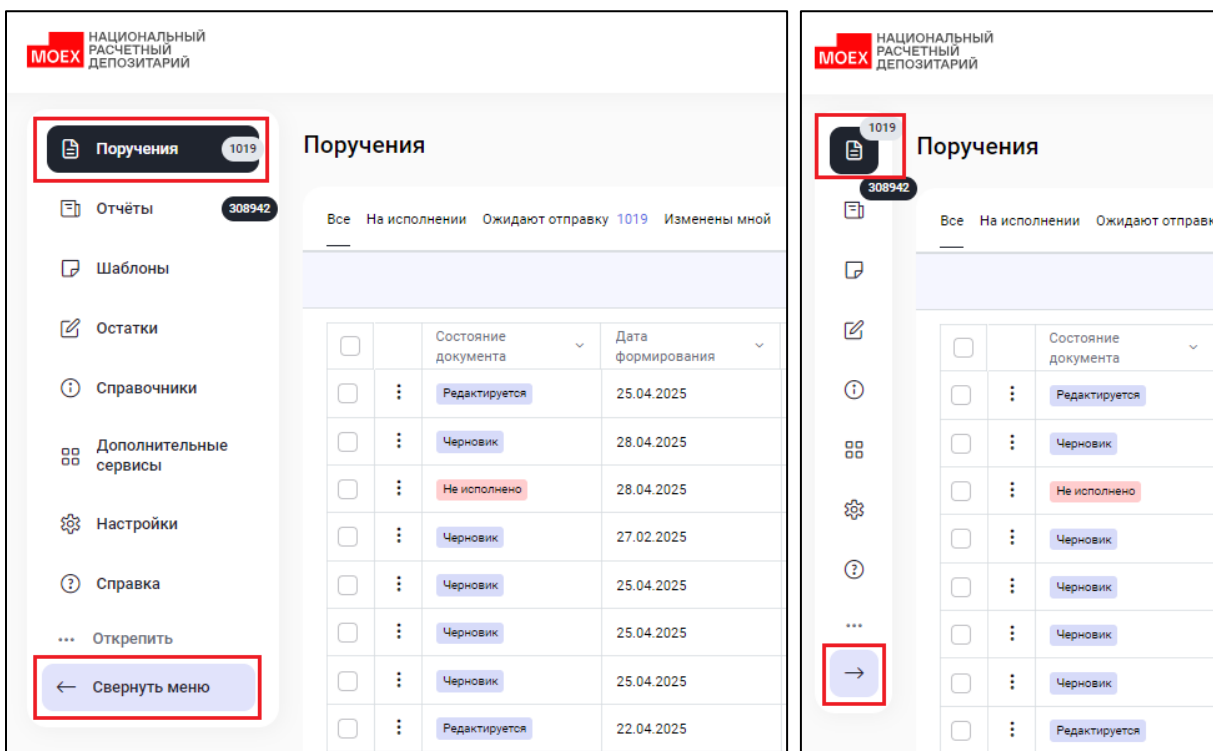 НАЦИОНАЛЬНЫЙ
РАСЧЕТНЫЙ
ДЕПОЗИТАРИЙ
MOEX
Поручения 1019
Отчёты 308942
Шаблоны
Остатки
Справочники
Дополнительные
сервисы
Настройки
Справка
Открепить
Свернуть меню
Поручения
Все На исполнении Ожидают отправку 1019 Изменены мной
Состояние
документа
Дата
формирования
Редактируется 25.04.2025
Черновик 28.04.2025
Не исполнено 28.04.2025
Черновик 27.02.2025
Черновик 25.04.2025
Черновик 25.04.2025
Черновик 25.04.2025
Редактируется 22.04.2025
НАЦИОНАЛЬНЫЙ
РАСЧЕТНЫЙ
ДЕПОЗИТАРИЙ
MOEX
1019
308942
Поручения
Все На исполнении Ожидают отправк
Состояние
документа
Редактируется
Черновик
Не исполнено
Черновик
Черновик
Черновик
Черновик
Редактируется